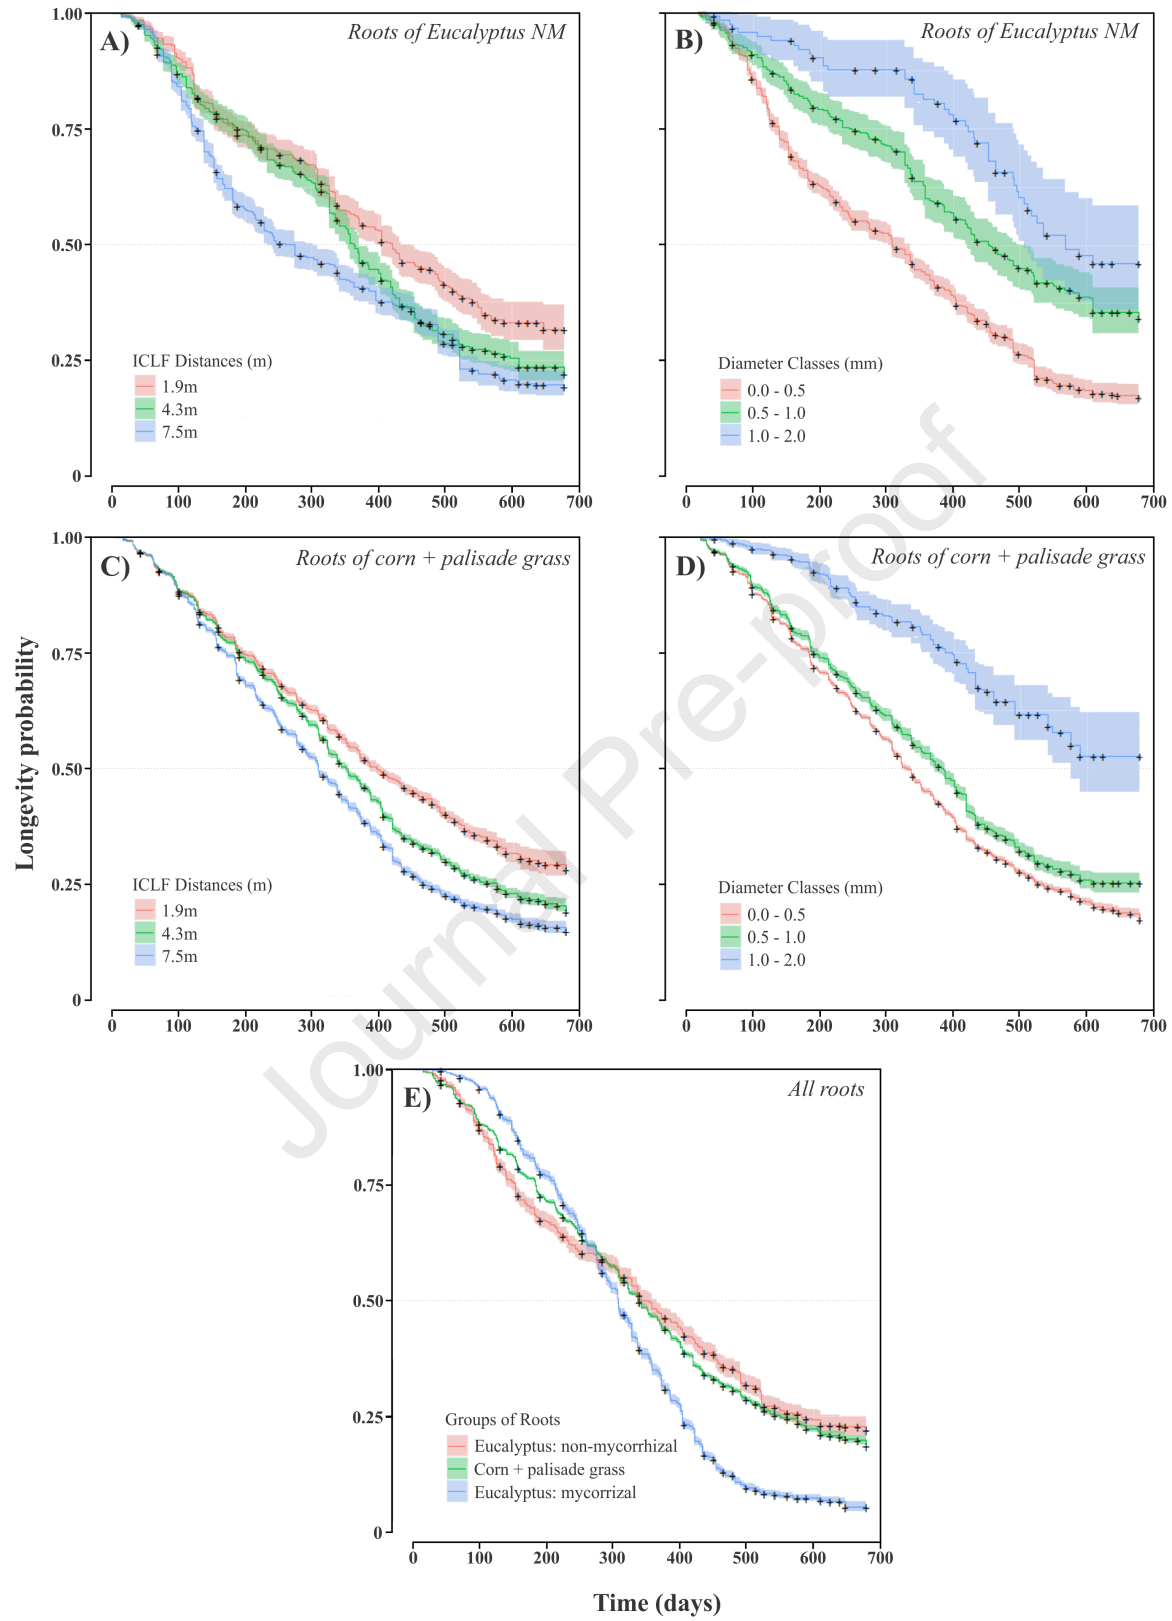 A)
Roots of Eucalyptus NM
1.00
0.75
0.50
0.25
0
ICLF Distances (m)
1.9m
4.3m
7.5m
0 100 200 300 400 500 600 700
B)
Roots of Eucalyptus NM
Diameter Classes (mm)
0.0 - 0.5
0.5 - 1.0
1.0 - 2.0
0 100 200 300 400 500 600 700
C)
Roots of corn + palisade grass
1.00
0.75
0.50
0.25
0
ICLF Distances (m)
1.9m
4.3m
7.5m
0 100 200 300 400 500 600 700
D)
Roots of corn + palisade grass
Diameter Classes (mm)
0.0 - 0.5
0.5 - 1.0
1.0 - 2.0
0 100 200 300 400 500 600 700
Longevity probability
E)
All roots
1.00
0.75
0.50
0.25
0
Groups of Roots
Eucalyptus: non-mycorrhizal
Corn + palisade grass
Eucalyptus: mycorrizal
0 100 200 300 400 500 600 700
Time (days)
Journal Pre-proof